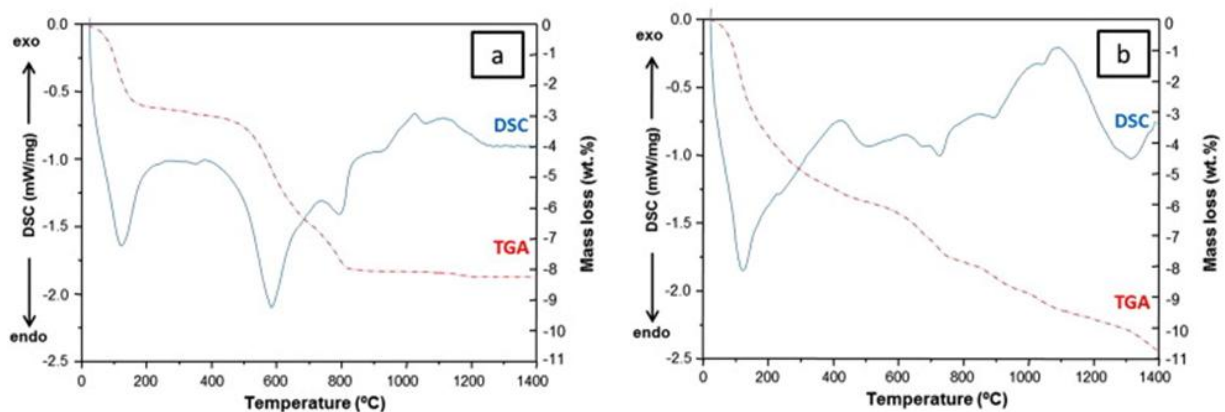 a
exo
DSC (mW/mg)
endo
0.0
-0.5
-1.0
-1.5
-2.0
-2.5
0
-1
-2
-3
-4
-5
-6
-7
-8
-9
-10
-11
Mass loss (wt.%)
DSC
TGA
0 200 400 600 800 1000 1200 1400
Temperature (ºC)
b
exo
DSC (mW/mg)
endo
0.0
-0.5
-1.0
-1.5
-2.0
-2.5
0
-1
-2
-3
-4
-5
-6
-7
-8
-9
-10
-11
Mass loss (wt.%)
DSC
TGA
0 200 400 600 800 1000 1200 1400
Temperature (ºC)